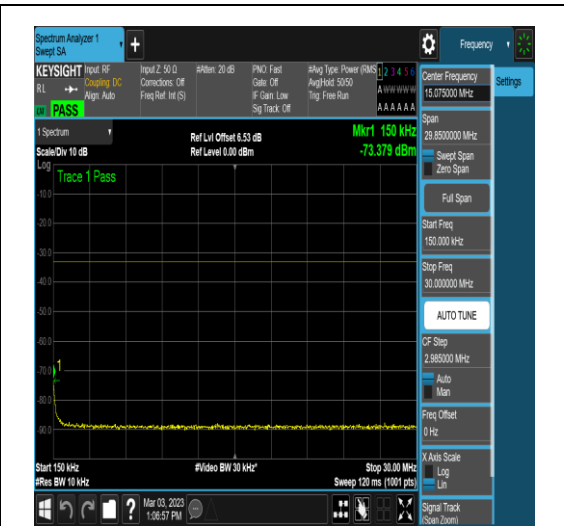 Spectrum Analyzer 1
Swept SA
Frequency
KEYSIGHT
RL
Input: RF
Coupling: DC
Align: Auto
Input Z: 50 Ω
Corrections: Off
Freq Ref: Int (S)
#Atten: 20 dB
PNO: Fast
Gate: Off
IF Gain: Low
Sig Track: Off
#Avg Type: Power (RMS
Avg|Hold: 50/50
Trig: Free Run
1 2 3 4 5 6
A W W W W W
A A A A A A
PASS
1 Spectrum
Scale/Div 10 dB
Ref Lvl Offset 6.53 dB
Ref Level 0.00 dBm
Mkr1 150 kHz
-73.379 dBm
Log
Trace 1 Pass
-10.0
-20.0
-30.0
-40.0
-50.0
-60.0
-70.0
-80.0
-90.0
1
Start 150 kHz
#Res BW 10 kHz
#Video BW 30 kHz*
Stop 30.00 MHz
Sweep 120 ms (1001 pts)
Mar 03, 2023
1:06:57 PM
Center Frequency
15.075000 MHz
Settings
Span
29.8500000 MHz
Swept Span
Zero Span
Full Span
Start Freq
150.000 kHz
Stop Freq
30.000000 MHz
AUTO TUNE
CF Step
2.985000 MHz
Auto
Man
Freq Offset
0 Hz
X Axis Scale
Log
Lin
Signal Track
(Span Zoom)